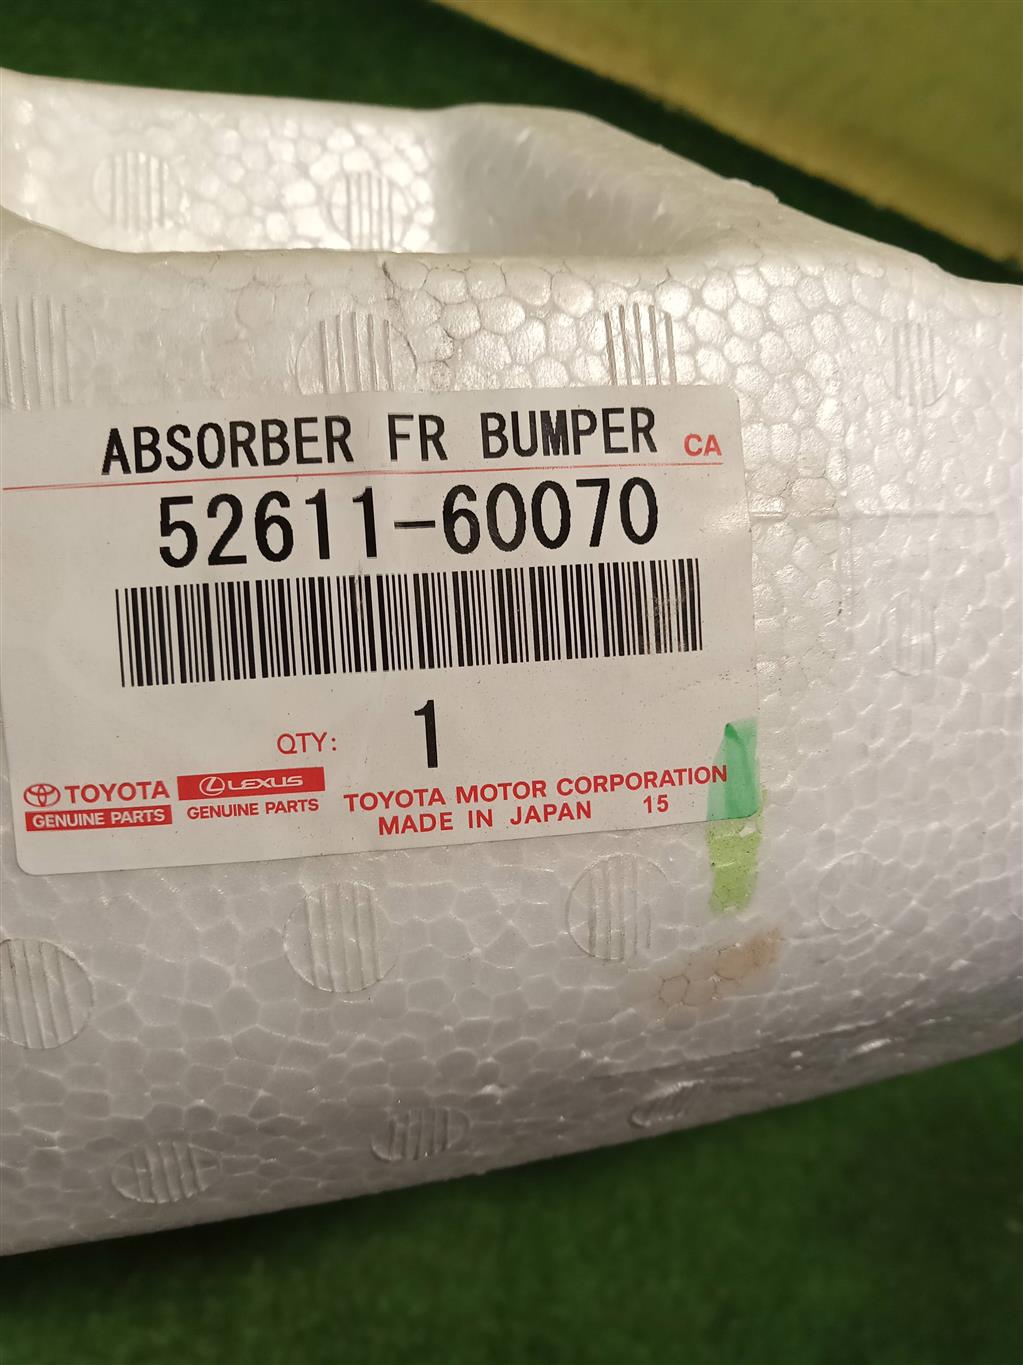 ABSORBER FR BUMPER CA
52611-60070
QTY: 1
TOYOTA
GENUINE PARTS
LEXUS
GENUINE PARTS
TOYOTA MOTOR CORPORATION
MADE IN JAPAN 15